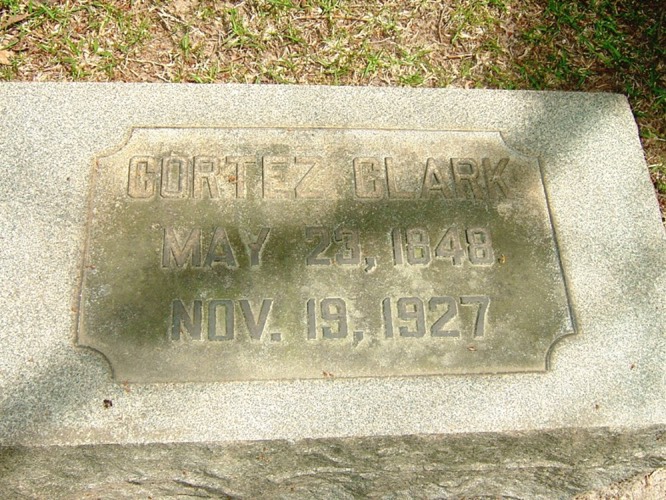 CORTEZ CLARK
MAY 23, 1848
NOV. 19, 1927